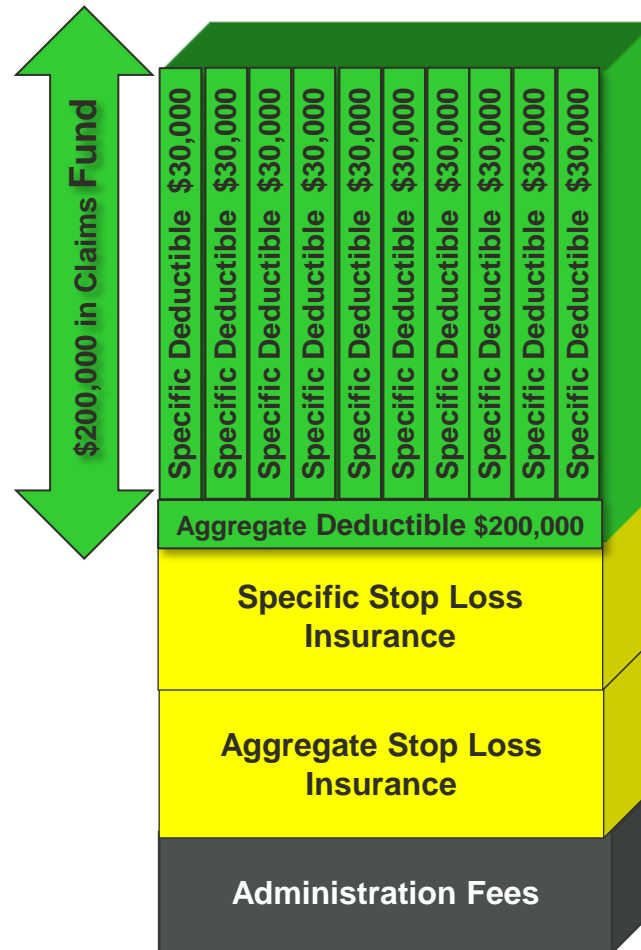 $200,000 in Claims Fund
Specific Deductible $30,000
Specific Deductible $30,000
Specific Deductible $30,000
Specific Deductible $30,000
Specific Deductible $30,000
Specific Deductible $30,000
Specific Deductible $30,000
Specific Deductible $30,000
Specific Deductible $30,000
Specific Deductible $30,000
Aggregate Deductible $200,000
Specific Stop Loss
Insurance
Aggregate Stop Loss
Insurance
Administration Fees